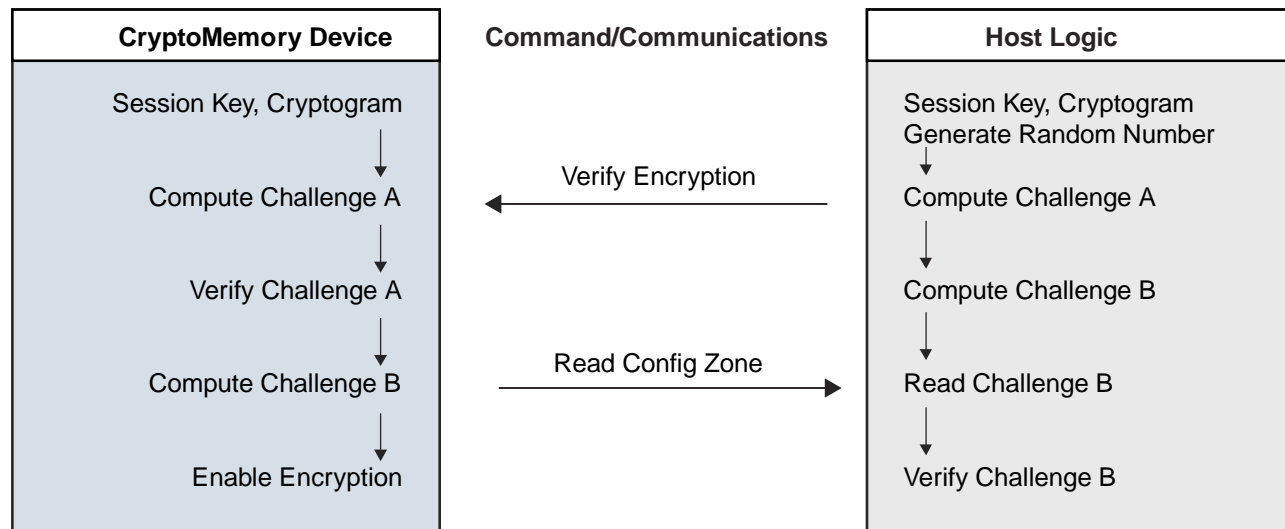 CryptoMemory Device
Command/Communications
Host Logic
Session Key, Cryptogram
Session Key, Cryptogram
Generate Random Number
Verify Encryption
Compute Challenge A
Compute Challenge A
Verify Challenge A
Compute Challenge B
Read Config Zone
Compute Challenge B
Read Challenge B
Enable Encryption
Verify Challenge B